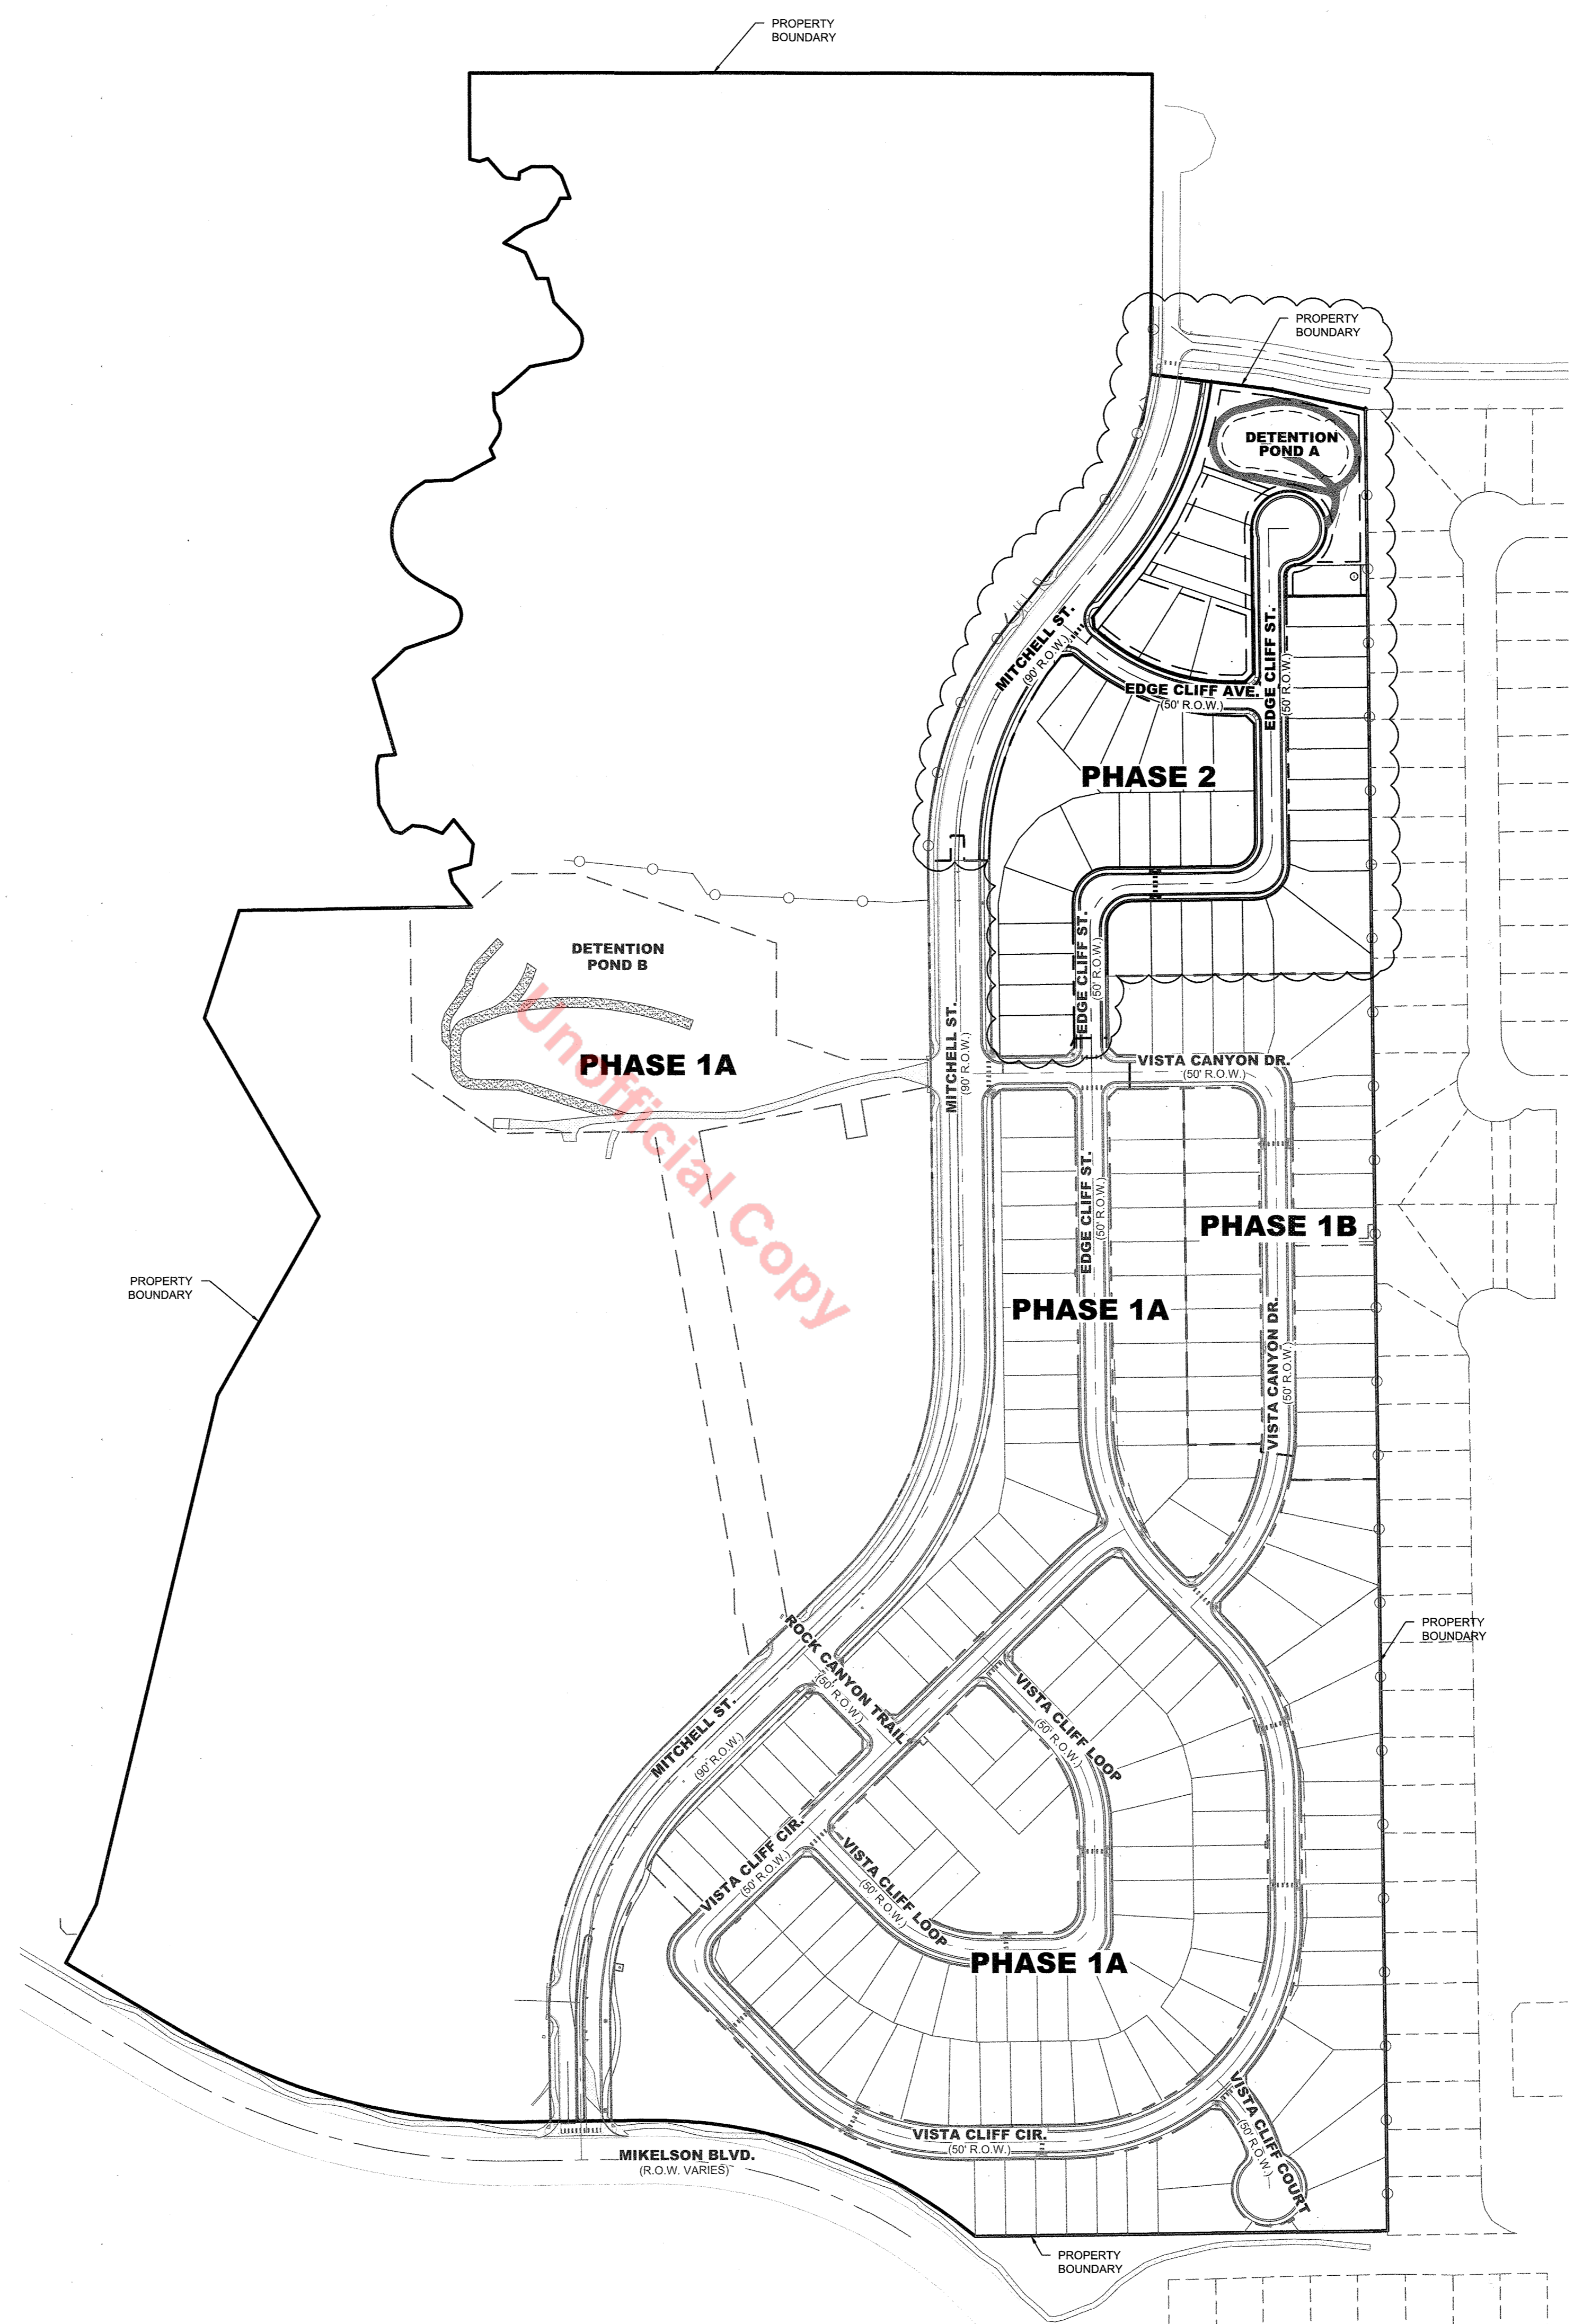 PROPERTY
BOUNDARY
PROPERTY
BOUNDARY
DETENTION
POND A
MITCHELL ST.
(90' R.O.W.)
EDGE CLIFF AVE.
(50' R.O.W.)
EDGE CLIFF ST.
(50' R.O.W.)
PHASE 2
EDGE CLIFF ST.
(50' R.O.W.)
DETENTION
POND B
PHASE 1A
Unofficial Copy
MITCHELL ST.
(90' R.O.W.)
VISTA CANYON DR.
(50' R.O.W.)
EDGE CLIFF ST.
(50' R.O.W.)
PHASE 1B
PROPERTY
BOUNDARY
PHASE 1A
VISTA CANYON DR.
(50' R.O.W.)
PROPERTY
BOUNDARY
ROCK CANYON TRAIL
(50' R.O.W.)
MITCHELL ST.
(90' R.O.W.)
VISTA CLIFF LOOP
(50' R.O.W.)
VISTA CLIFF CIR.
(50' R.O.W.)
VISTA CLIFF LOOP
(50' R.O.W.)
PHASE 1A
VISTA CLIFF COURT
(50' R.O.W.)
VISTA CLIFF CIR.
(50' R.O.W.)
MIKELSON BLVD.
(R.O.W. VARIES)
PROPERTY
BOUNDARY